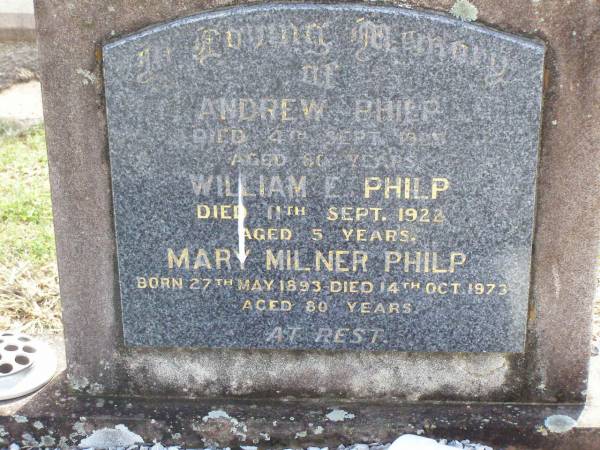 In Loving Memory
of
ANDREW PHILP
DIED 4TH SEPT.
AGED 80 YEARS
WILLIAM E. PHILP
DIED 11TH SEPT. 1922
AGED 5 YEARS.
MARY MILNER PHILP
BORN 27TH MAY 1893 DIED 14TH OCT. 1973
AGED 80 YEARS
AT REST.